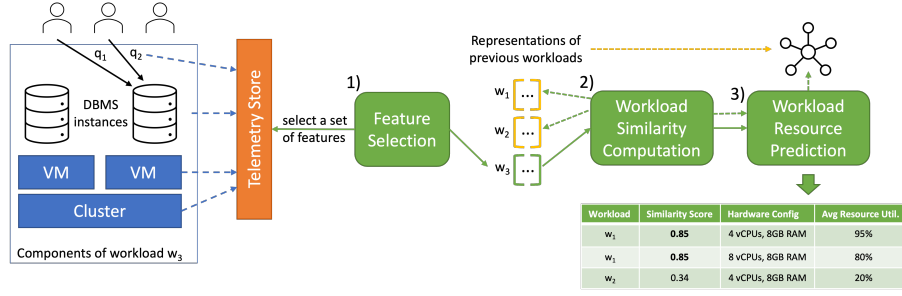 q1
q2
DBMS
instances
VM
VM
Cluster
Components of workload w3
Telemetry Store
1)
select a set
of features
Feature
Selection
Representations of
previous workloads
w1 [...]
w2 [...]
w3 [...]
2)
Workload
Similarity
Computation
3)
Workload
Resource
Prediction
Workload Similarity Score Hardware Config Avg Resource Util.
w1 0.85 4 vCPUs, 8GB RAM 95%
w1 0.85 8 vCPUs, 8GB RAM 80%
w2 0.34 4 vCPUs, 8GB RAM 20%